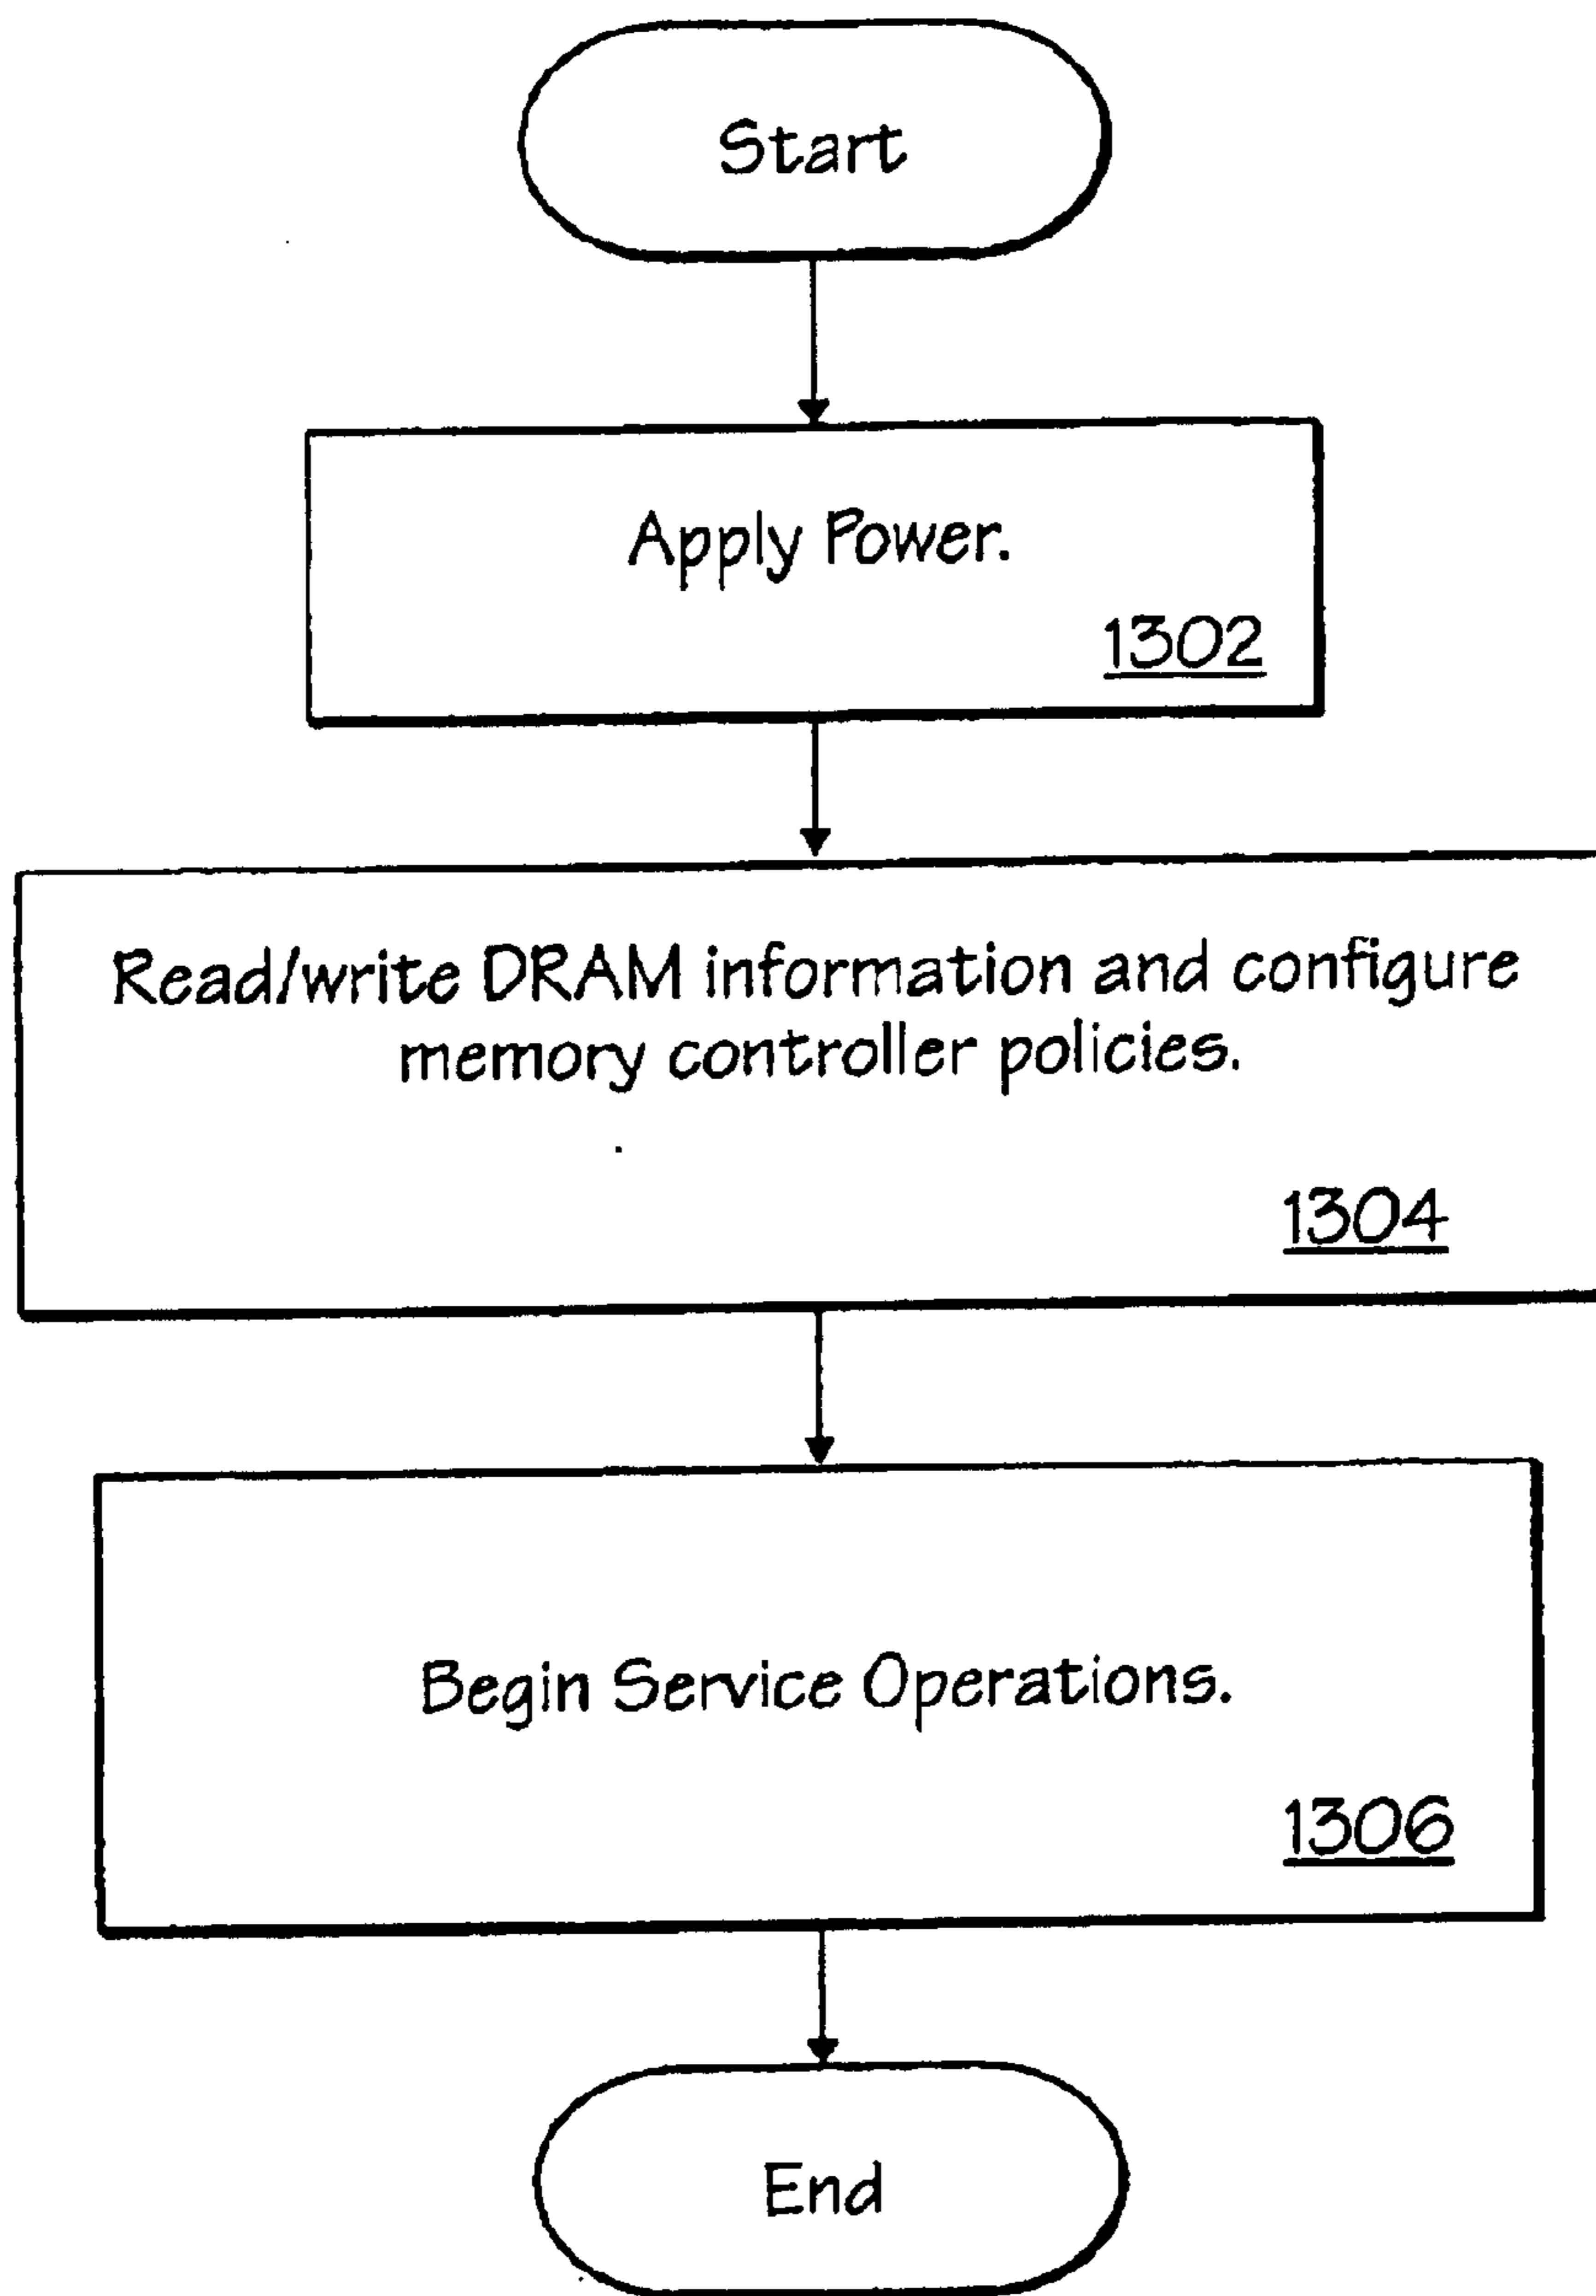 Start
Apply Power.
1302
Read/write DRAM information and configure
memory controller policies.
1304
Begin Service Operations.
1306
End